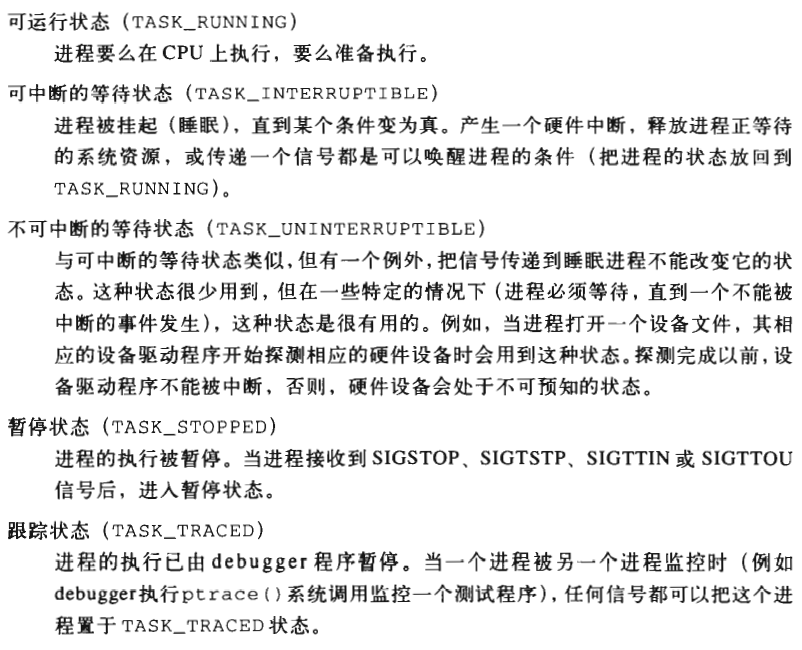 可运行状态（TASK_RUNNING）
进程要么在 CPU 上执行，要么准备执行。
可中断的等待状态（TASK_INTERRUPTIBLE）
进程被挂起（睡眠），直到某个条件变为真。产生一个硬件中断，释放进程正等待
的系统资源，或传递一个信号都是可以唤醒进程的条件（把进程的状态放回到
TASK_RUNNING）。
不可中断的等待状态（TASK_UNINTERRUPTIBLE）
与可中断的等待状态类似，但有一个例外，把信号传递到睡眠进程不能改变它的状
态。这种状态很少用到，但在一些特定的情况下（进程必须等待，直到一个不能被
中断的事件发生），这种状态是很有用的。例如，当进程打开一个设备文件，其相
应的设备驱动程序开始探测相应的硬件设备时会用到这种状态。探测完成以前，设
备驱动程序不能被中断，否则，硬件设备会处于不可预知的状态。
暂停状态（TASK_STOPPED）
进程的执行被暂停。当进程接收到 SIGSTOP、SIGTSTP、SIGTTIN 或 SIGTTOU
信号后，进入暂停状态。
跟踪状态（TASK_TRACED）
进程的执行已由 debugger 程序暂停。当一个进程被另一个进程监控时（例如
debugger执行ptrace()系统调用监控一个测试程序），任何信号都可以把这个进
程置于 TASK_TRACED 状态。